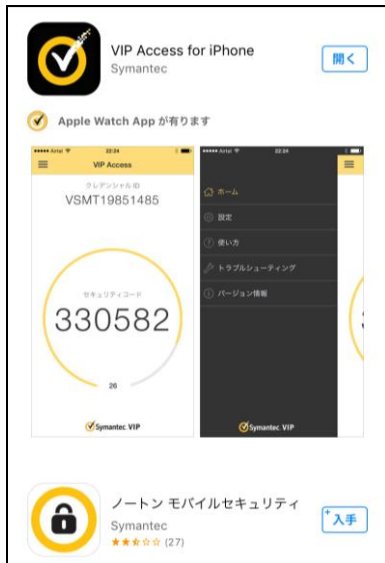 VIP Access for iPhone
Symantec
開く
Apple Watch App が有ります
••••• Airtel 22:24
VIP Access
クレデンシャル ID
VSMT19851485
セキュリティコード
330582
26
Symantec VIP
••••• Airtel 22:24
ホーム
設定
使い方
トラブルシューティング
バージョン情報
Symantec VIP
ノートン モバイルセキュリティ
Symantec
★★★☆☆ (27)
+入手